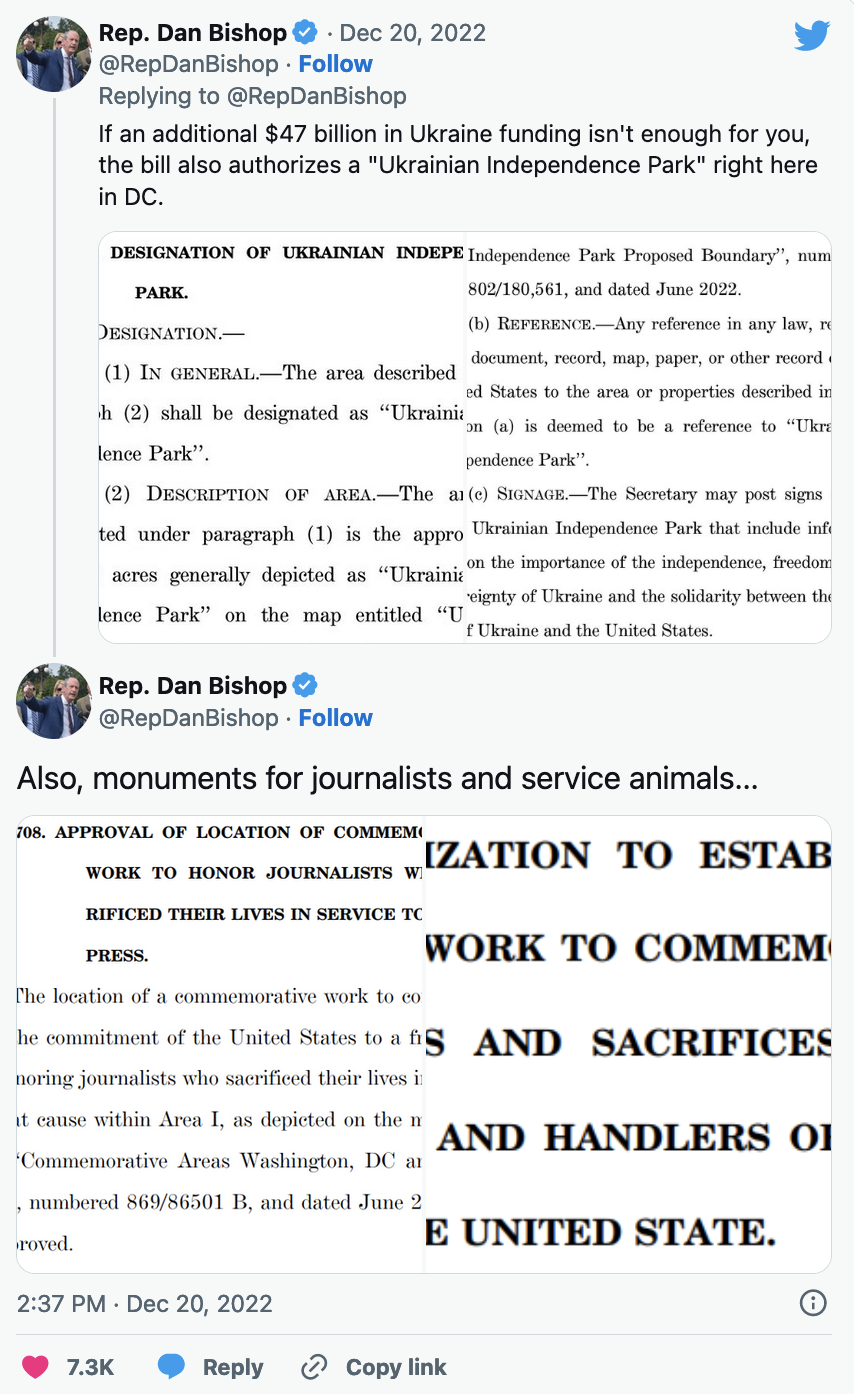 Rep. Dan Bishop · Dec 20, 2022
@RepDanBishop · Follow
Replying to @RepDanBishop
If an additional $47 billion in Ukraine funding isn't enough for you,
the bill also authorizes a "Ukrainian Independence Park" right here
in DC.
DESIGNATION OF UKRAINIAN INDEPE
PARK.
DESIGNATION.—
(1) IN GENERAL.—The area described
h (2) shall be designated as “Ukrainia
lence Park”.
(2) DESCRIPTION OF AREA.—The ar
ted under paragraph (1) is the appro
acres generally depicted as “Ukrainia
lence Park” on the map entitled “U
Independence Park Proposed Boundary”, num
802/180,561, and dated June 2022.
(b) REFERENCE.—Any reference in any law, re
document, record, map, paper, or other record
ed States to the area or properties described in
on (a) is deemed to be a reference to “Ukra
pendence Park”.
(c) SIGNAGE.—The Secretary may post signs
Ukrainian Independence Park that include info
on the importance of the independence, freedom
reignty of Ukraine and the solidarity between the
f Ukraine and the United States.
Rep. Dan Bishop
@RepDanBishop · Follow
Also, monuments for journalists and service animals...
708. APPROVAL OF LOCATION OF COMMEMO
WORK TO HONOR JOURNALISTS WH
RIFICED THEIR LIVES IN SERVICE TO
PRESS.
The location of a commemorative work to co
he commitment of the United States to a fr
noring journalists who sacrificed their lives i
at cause within Area I, as depicted on the m
“Commemorative Areas Washington, DC an
, numbered 869/86501 B, and dated June 2
roved.
IZATION TO ESTAB
WORK TO COMMEMO
S AND SACRIFICES
AND HANDLERS OF
E UNITED STATE.
2:37 PM · Dec 20, 2022
7.3K Reply Copy link